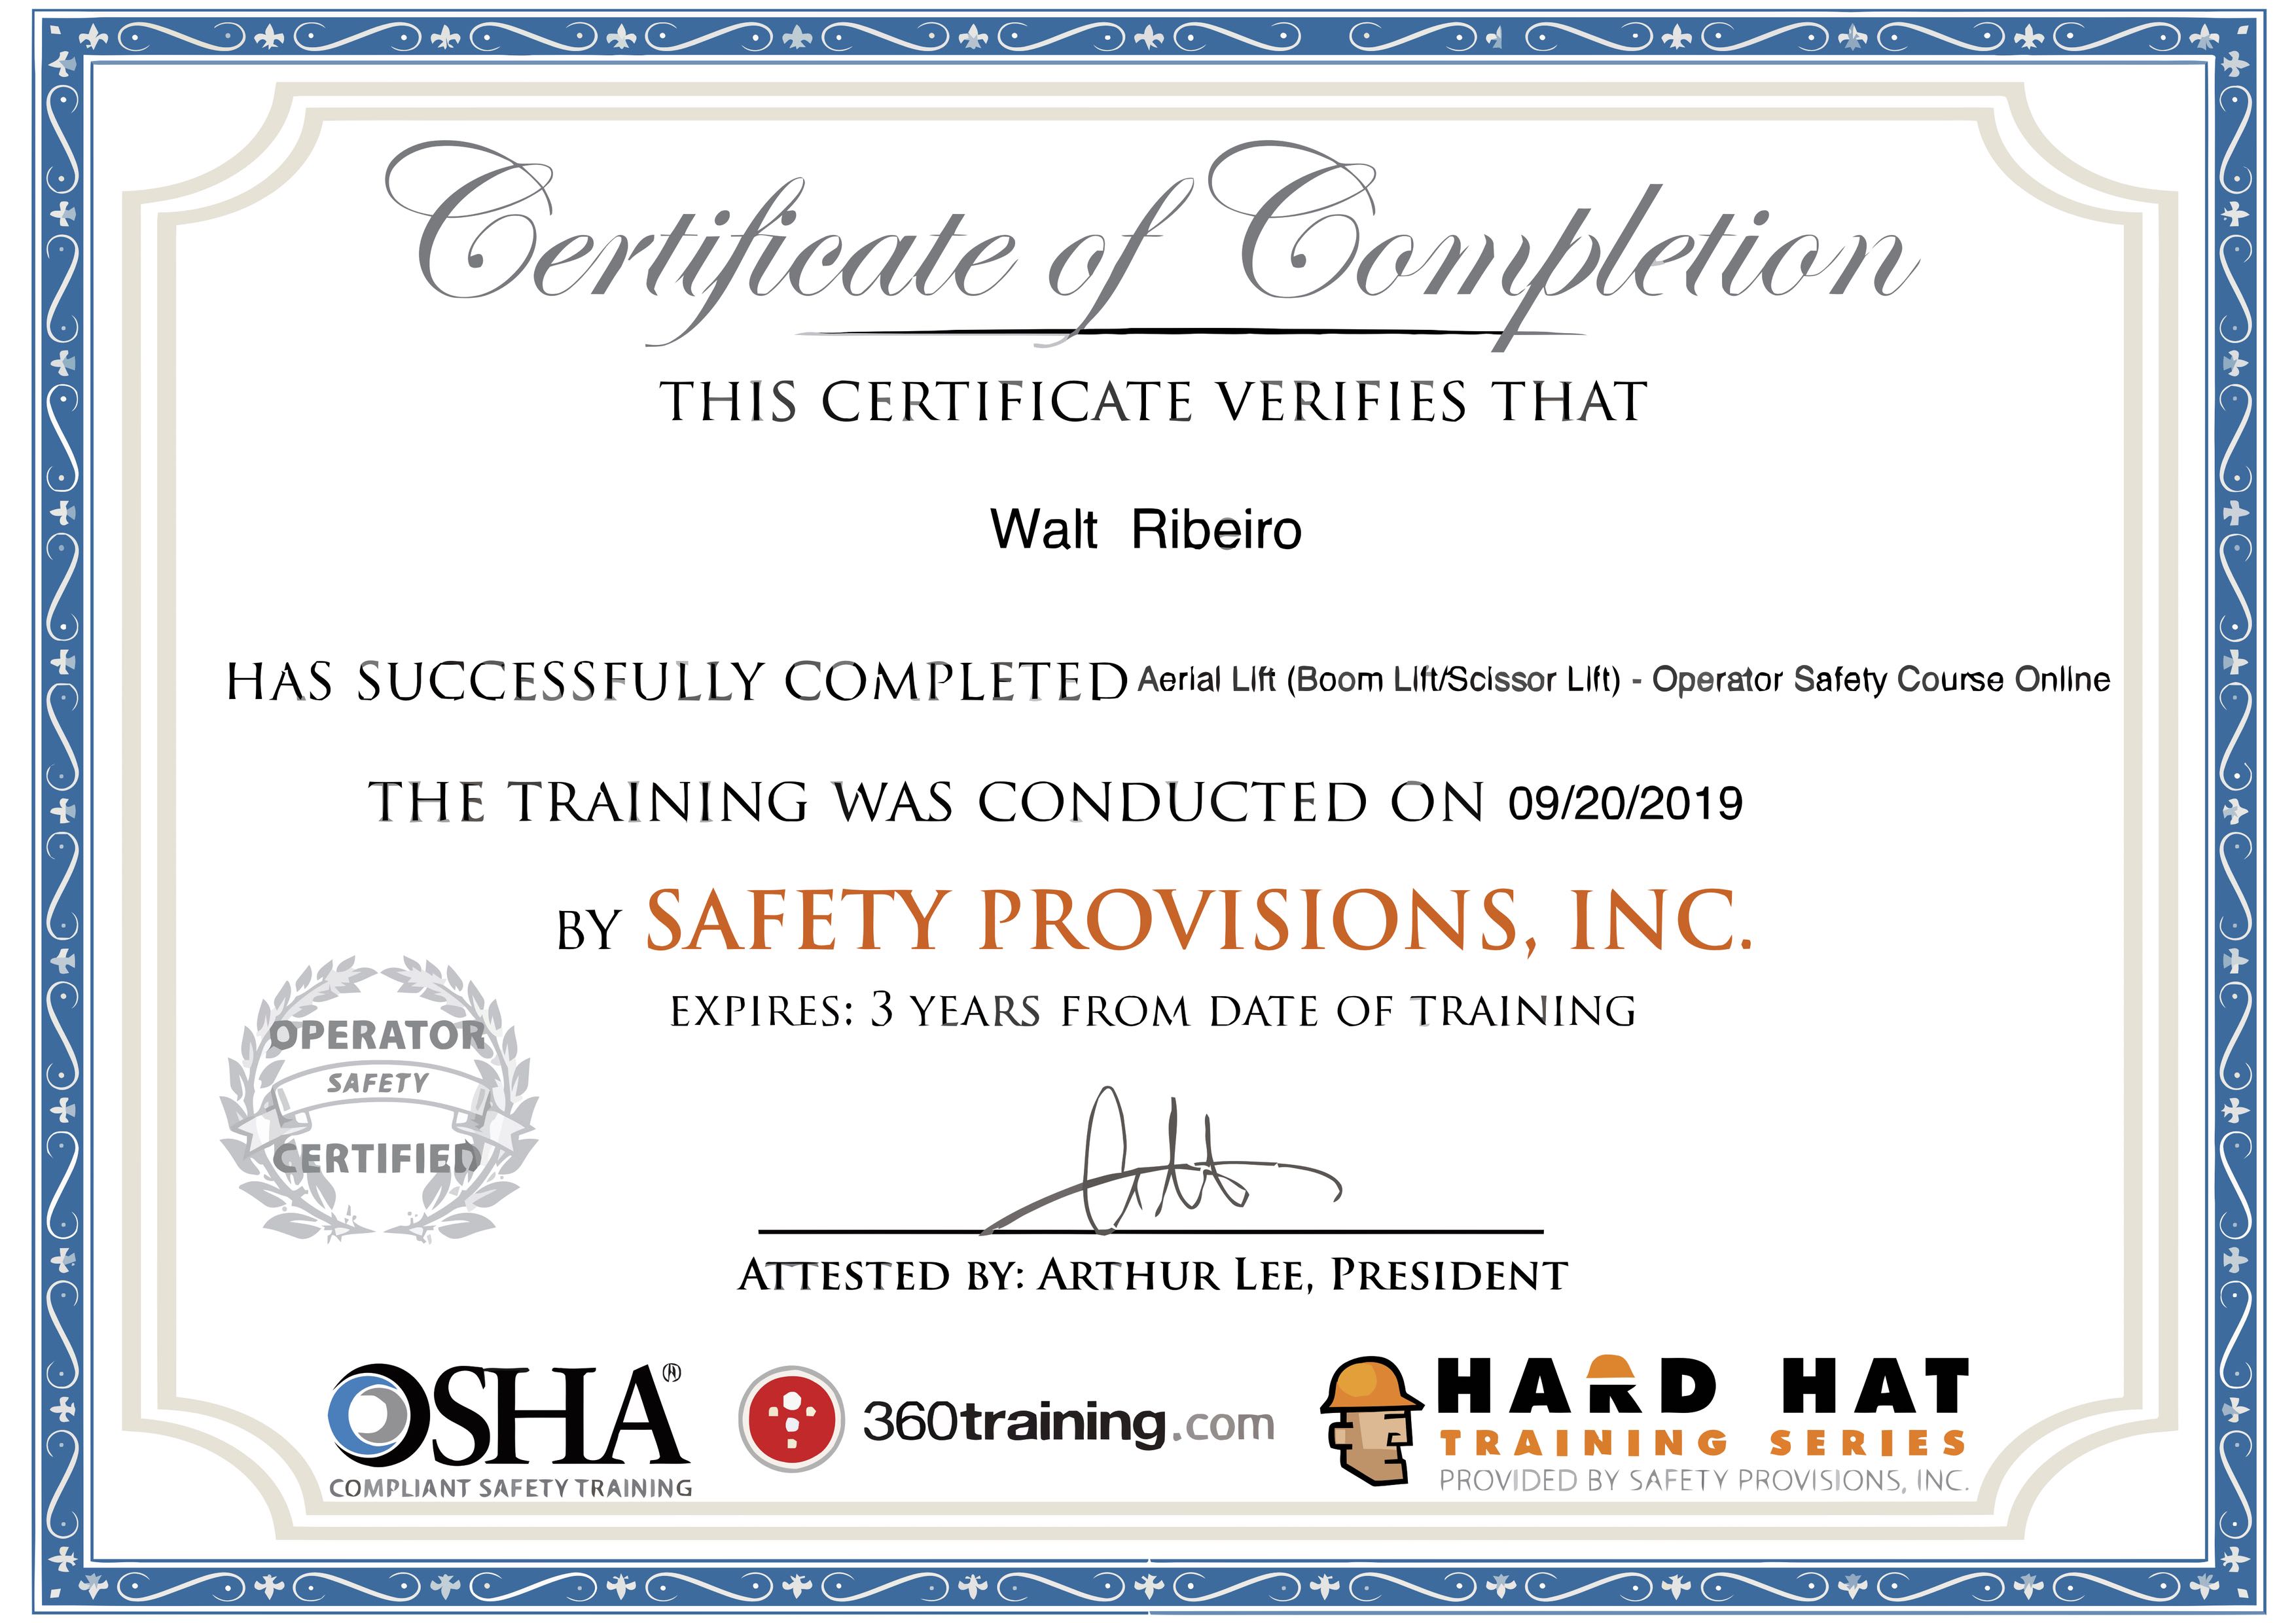 Certificate of Completion
THIS CERTIFICATE VERIFIES THAT
Walt Ribeiro
HAS SUCCESSFULLY COMPLETED Aerial Lift (Boom Lift/Scissor Lift) - Operator Safety Course Online
THE TRAINING WAS CONDUCTED ON 09/20/2019
BY SAFETY PROVISIONS, INC.
EXPIRES: 3 YEARS FROM DATE OF TRAINING
OPERATOR
SAFETY
CERTIFIED
ATTESTED BY: ARTHUR LEE, PRESIDENT
OSHA®
COMPLIANT SAFETY TRAINING
360training.com
HARD HAT
TRAINING SERIES
PROVIDED BY SAFETY PROVISIONS, INC.